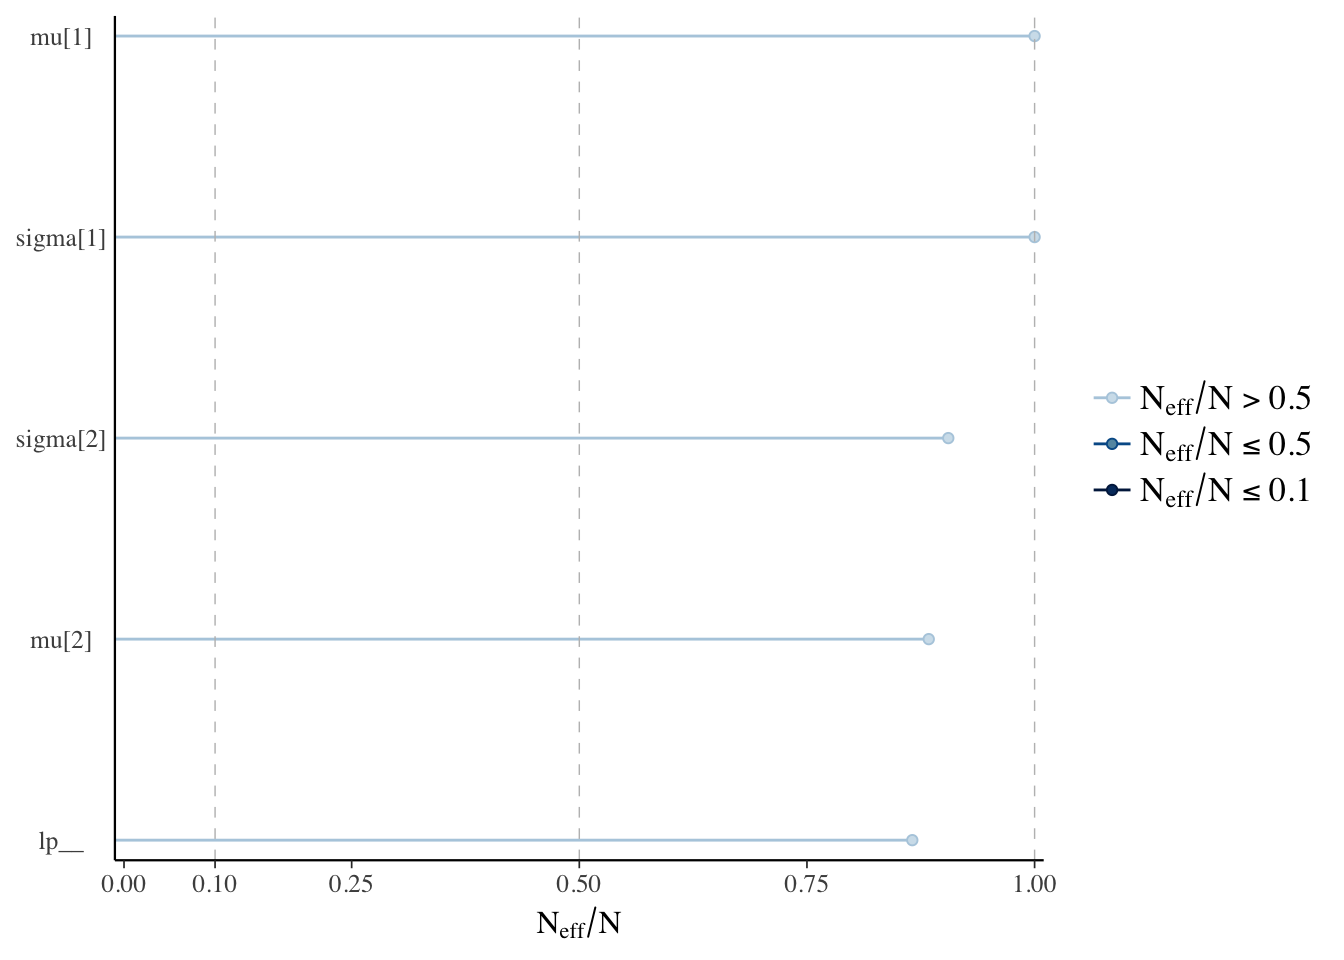 mu[1]
sigma[1]
sigma[2]
mu[2]
lp__
0.00 0.10 0.25 0.50 0.75 1.00
Neff/N
Neff/N > 0.5
Neff/N ≤ 0.5
Neff/N ≤ 0.1